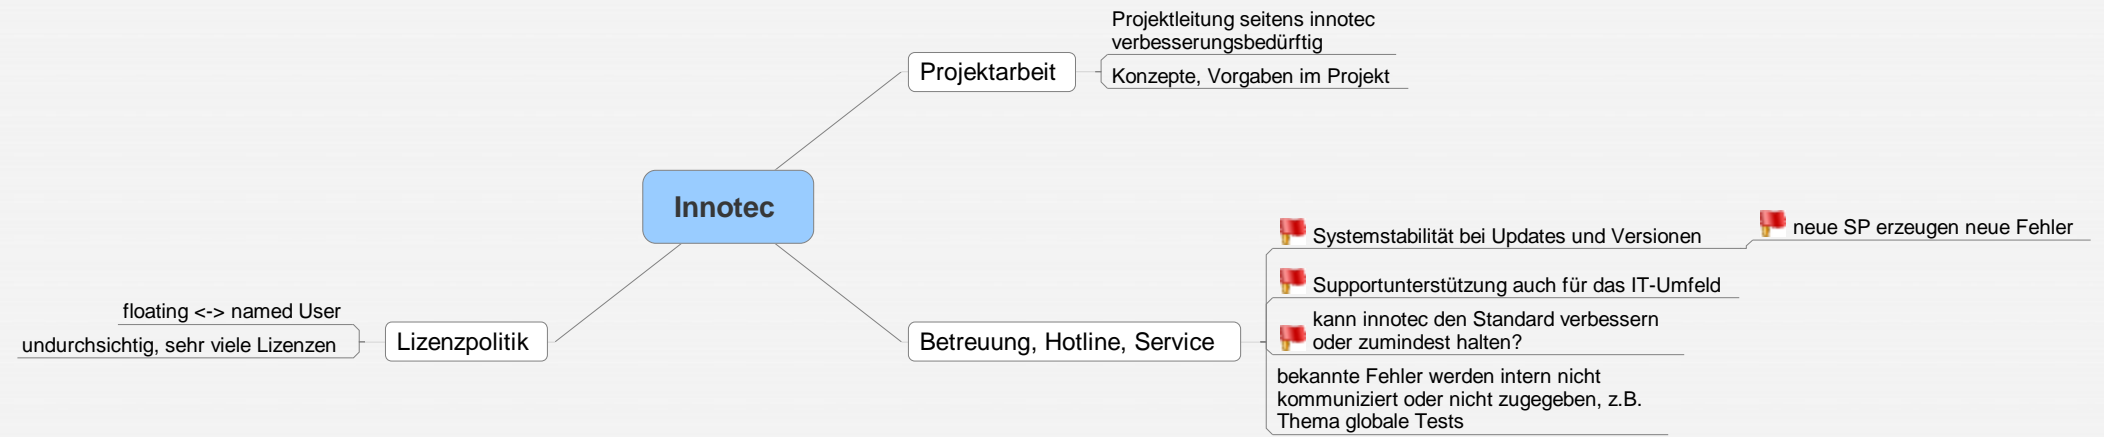 Innotec
Projektarbeit
Projektleitung seitens innotec
verbesserungsbedürftig
Konzepte, Vorgaben im Projekt
Betreuung, Hotline, Service
Systemstabilität bei Updates und Versionen
neue SP erzeugen neue Fehler
Supportunterstützung auch für das IT-Umfeld
kann innotec den Standard verbessern
oder zumindest halten?
bekannte Fehler werden intern nicht
kommuniziert oder nicht zugegeben, z.B.
Thema globale Tests
Lizenzpolitik
floating <-> named User
undurchsichtig, sehr viele Lizenzen